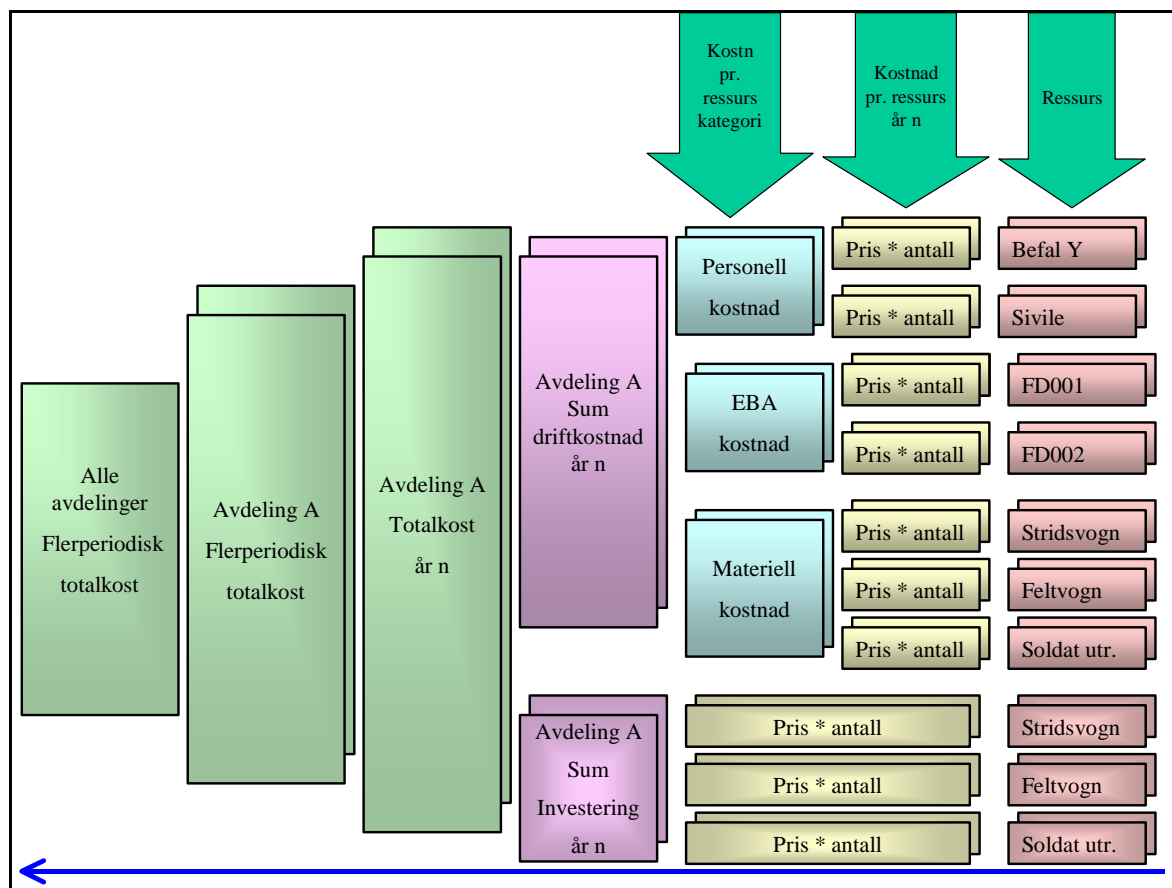 Kostn
pr.
ressurs
kategori
Kostnad
pr. ressurs
år n
Ressurs
Alle
avdelinger
Flerperiodisk
totalkost
Avdeling A
Flerperiodisk
totalkost
Avdeling A
Totalkost
år n
Avdeling A
Sum
driftkostnad
år n
Personell
kostnad
Pris * antall
Befal Y
Pris * antall
Sivile
EBA
kostnad
Pris * antall
FD001
Pris * antall
FD002
Materiell
kostnad
Pris * antall
Stridsvogn
Pris * antall
Feltvogn
Pris * antall
Soldat utr.
Avdeling A
Sum
Investering
år n
Pris * antall
Stridsvogn
Pris * antall
Feltvogn
Pris * antall
Soldat utr.